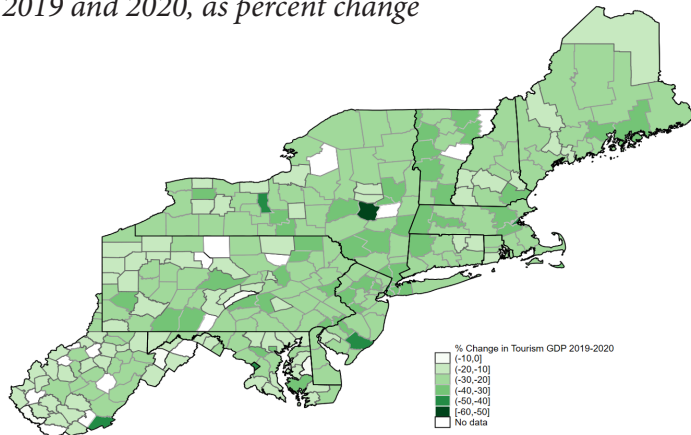 2019 and 2020, as percent change
% Change in Tourism GDP 2019-2020
(-10,0]
(-20,-10]
(-30,-20]
(-40,-30]
(-50,-40]
(-60,-50]
No data